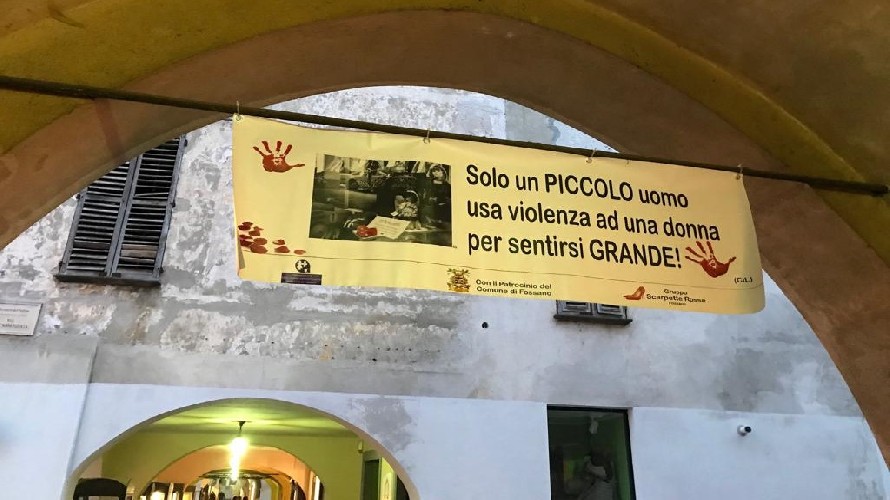 Solo un PICCOLO uomo
usa violenza ad una donna
per sentirsi GRANDE!
Con il Patrocinio del
Comune di Fossano
Gruppo
Scarpette Rosse